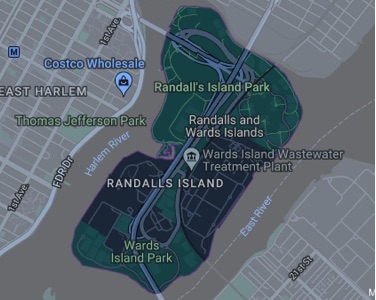 1st Ave.
M
Costco Wholesale
EAST HARLEM
Randall's Island Park
Thomas Jefferson Park
Randalls and
Wards Islands
Harlem River
Wards Island Wastewater
Treatment Plant
FDR Dr
RANDALLS ISLAND
1st Ave.
East River
Wards
Island Park
21st St
M